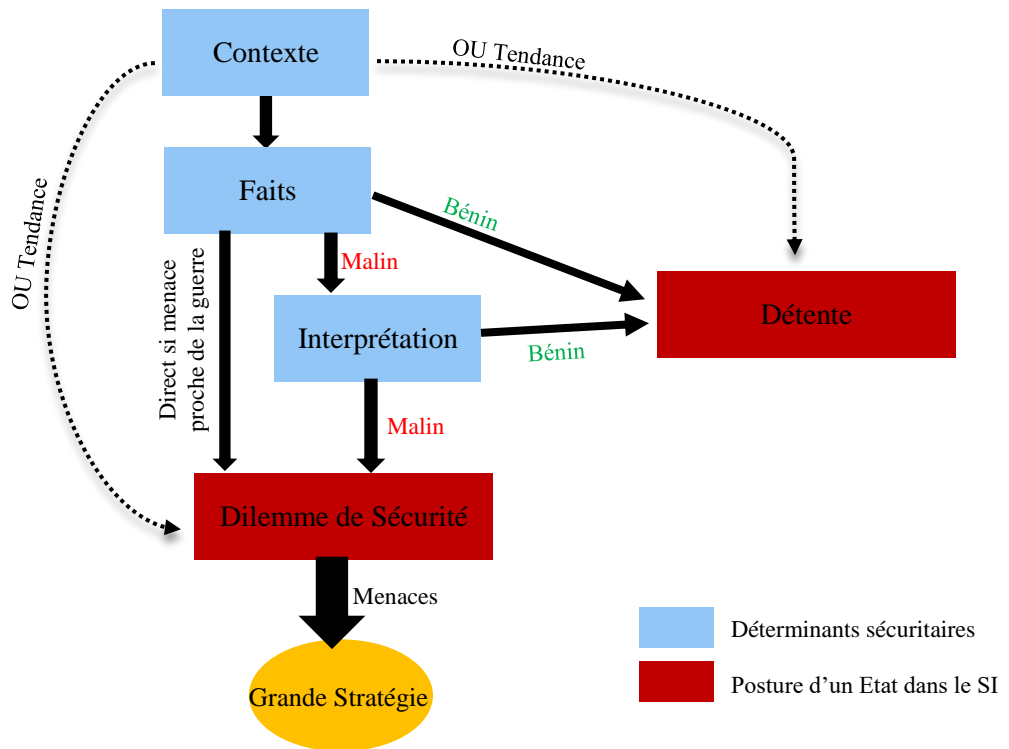 Contexte
OU Tendance
OU Tendance
Faits
Bénin
Malin
Direct si menace
proche de la guerre
Interprétation
Bénin
Détente
Malin
Dilemme de Sécurité
Menaces
Grande Stratégie
Déterminants sécuritaires
Posture d’un Etat dans le SI